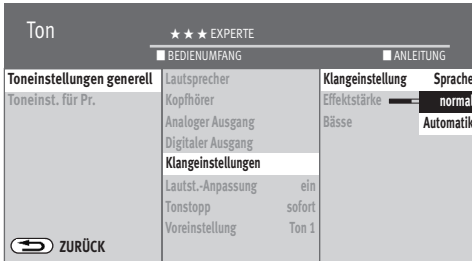 Ton
★ ★ ★ EXPERTE
BEDIENUMFANG
ANLEITUNG
Toneinstellungen generell
Toneinst. für Pr.
Lautsprecher
Kopfhörer
Analoger Ausgang
Digitaler Ausgang
Klangeinstellungen
Lautst.-Anpassung ein
Tonstopp sofort
Voreinstellung Ton 1
Klangeinstellung Sprache
Effektstärke normal
Bässe Automatik
ZURÜCK